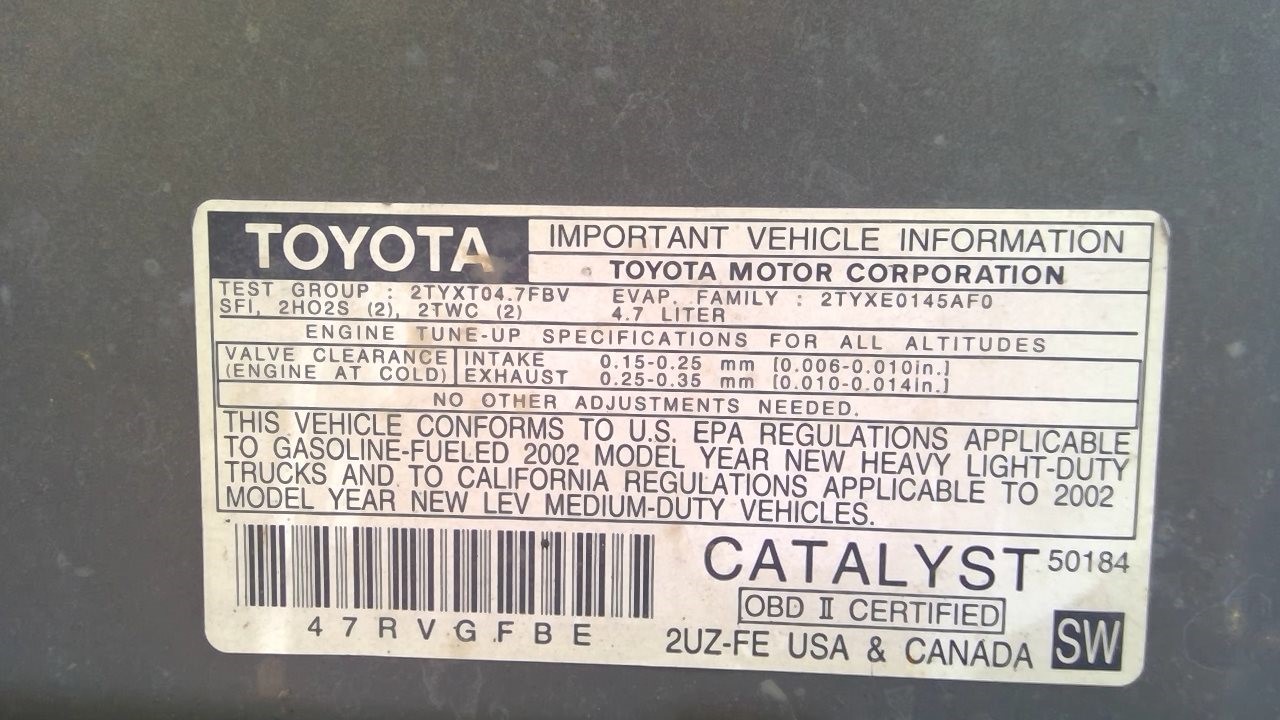 TOYOTA
IMPORTANT VEHICLE INFORMATION
TOYOTA MOTOR CORPORATION
TEST GROUP : 2TYXT04.7FBV EVAP. FAMILY : 2TYXE0145AF0
SFI, 2HO2S (2), 2TWC (2) 4.7 LITER
ENGINE TUNE-UP SPECIFICATIONS FOR ALL ALTITUDES
VALVE CLEARANCE INTAKE 0.15-0.25 mm [0.006-0.010in.]
(ENGINE AT COLD) EXHAUST 0.25-0.35 mm [0.010-0.014in.]
NO OTHER ADJUSTMENTS NEEDED.
THIS VEHICLE CONFORMS TO U.S. EPA REGULATIONS APPLICABLE
TO GASOLINE-FUELED 2002 MODEL YEAR NEW HEAVY LIGHT-DUTY
TRUCKS AND TO CALIFORNIA REGULATIONS APPLICABLE TO 2002
MODEL YEAR NEW LEV MEDIUM-DUTY VEHICLES.
CATALYST 50184
OBD II CERTIFIED
47RVGFBE
2UZ-FE USA & CANADA SW